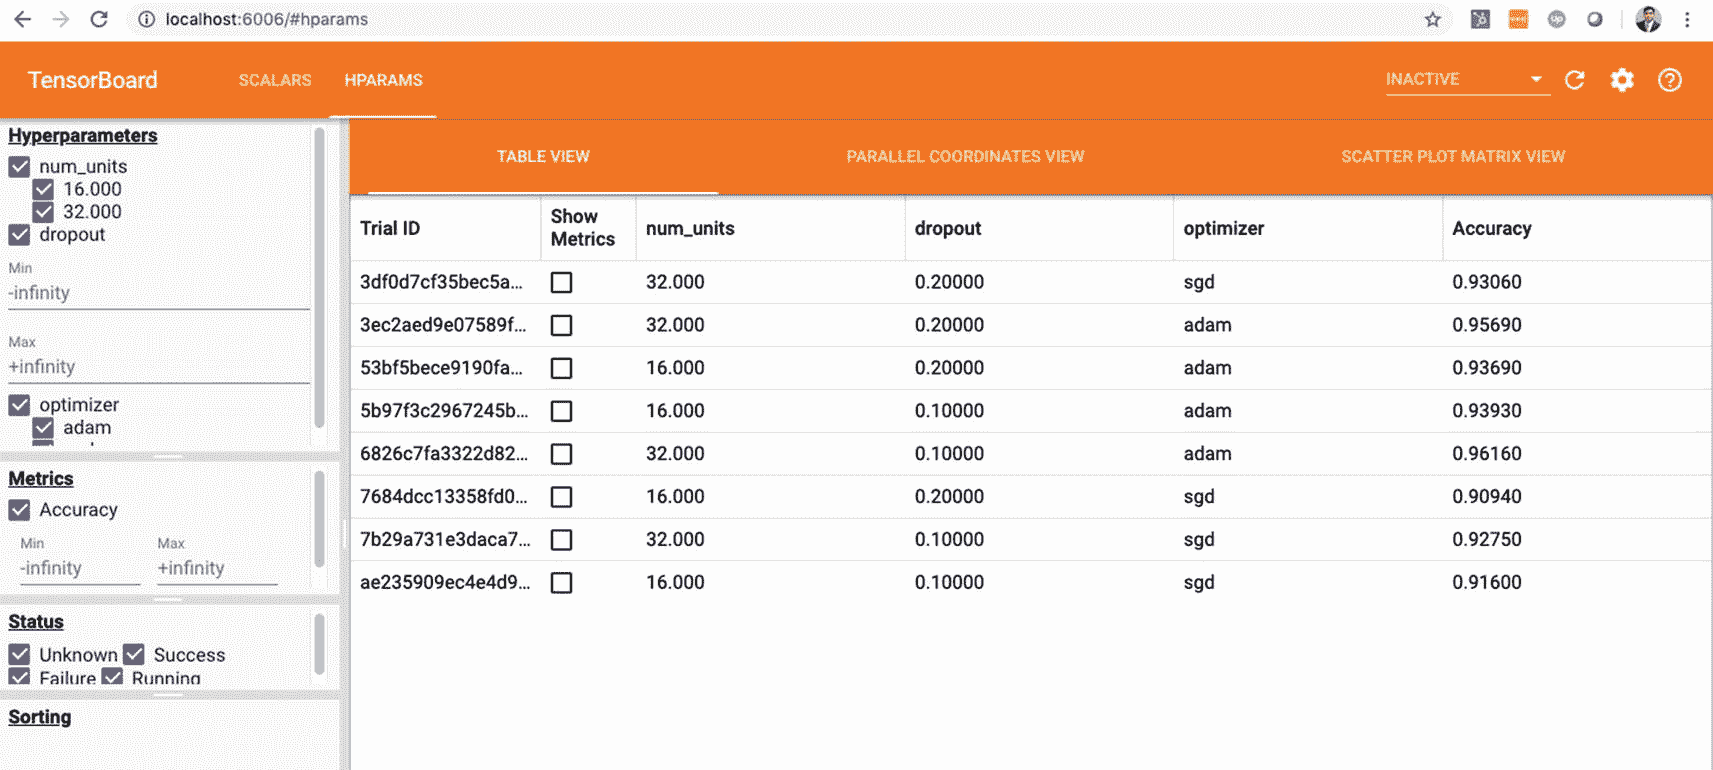 localhost:6006/#hparams
TensorBoard SCALARS HPARAMS INACTIVE
Hyperparameters
num_units
16.000
32.000
dropout
Min
-infinity
Max
+infinity
optimizer
adam
Metrics
Accuracy
Min Max
-infinity +infinity
Status
Unknown Success
Failure Running
Sorting
TABLE VIEW PARALLEL COORDINATES VIEW SCATTER PLOT MATRIX VIEW
Trial ID Show Metrics num_units dropout optimizer Accuracy
3df0d7cf35bec5a... 32.000 0.20000 sgd 0.93060
3ec2aed9e07589f... 32.000 0.20000 adam 0.95690
53bf5bece9190fa... 16.000 0.20000 adam 0.93690
5b97f3c2967245b... 16.000 0.10000 adam 0.93930
6826c7fa3322d82... 32.000 0.10000 adam 0.96160
7684dcc13358fd0... 16.000 0.20000 sgd 0.90940
7b29a731e3daca7... 32.000 0.10000 sgd 0.92750
ae235909ec4e4d9... 16.000 0.10000 sgd 0.91600